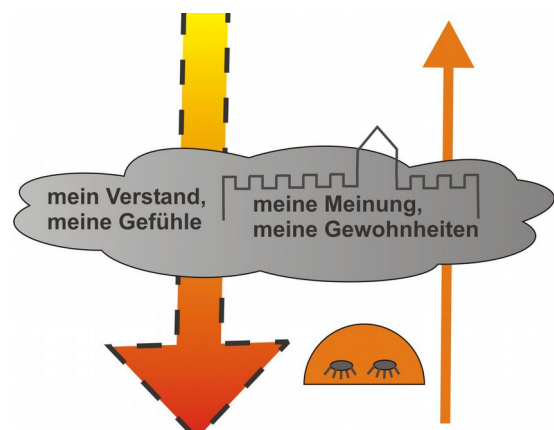 mein Verstand,
meine Gefühle
meine Meinung,
meine Gewohnheiten